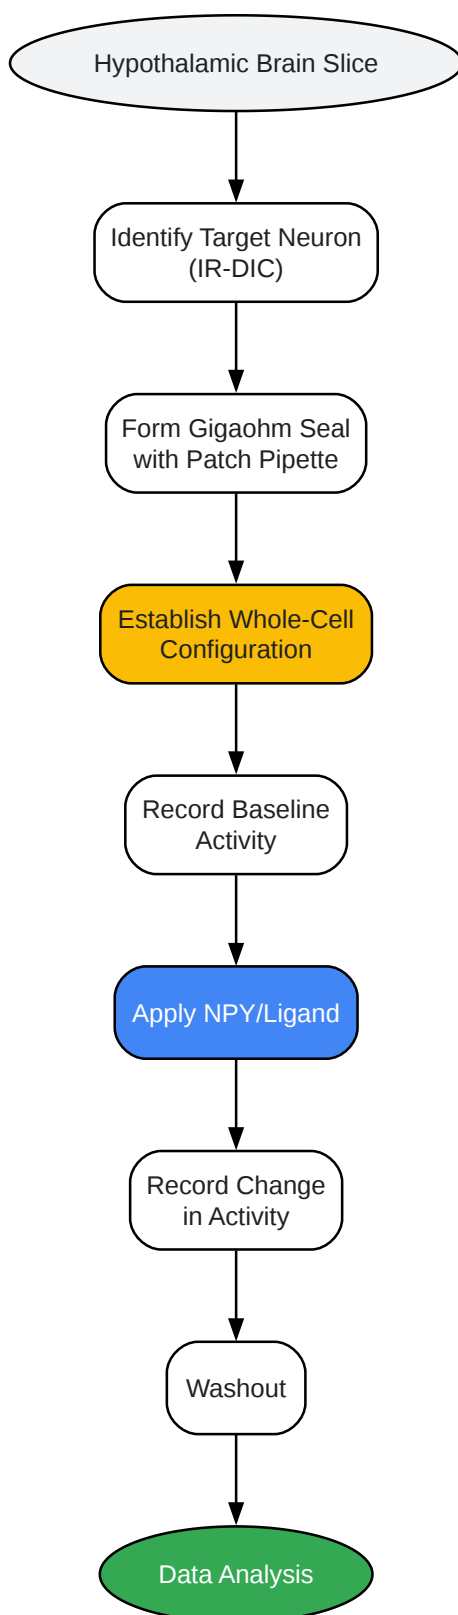 Hypothalamic Brain Slice
Identify Target Neuron
(IR-DIC)
Form Gigaohm Seal
with Patch Pipette
Establish Whole-Cell
Configuration
Record Baseline
Activity
Apply NPY/Ligand
Record Change
in Activity
Washout
Data Analysis